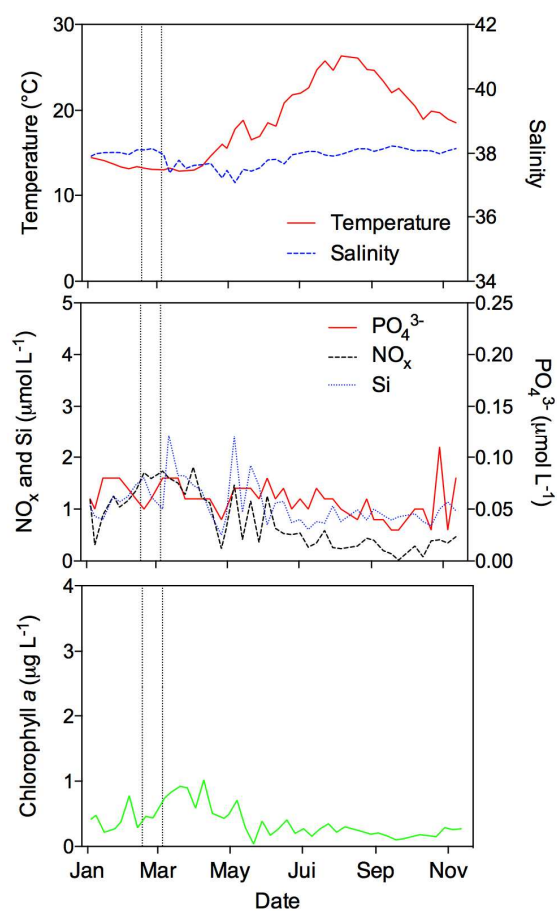 30
20
10
0
Temperature (°C)
42
40
38
36
34
Salinity
Temperature
Salinity
5
4
3
2
1
0
NOx and Si (μmol L-1)
0.25
0.20
0.15
0.10
0.05
0.00
PO43- (μmol L-1)
PO43-
NOx
Si
4
3
2
1
0
Chlorophyll a (μg L-1)
Jan
Mar
May
Jui
Sep
Nov
Date